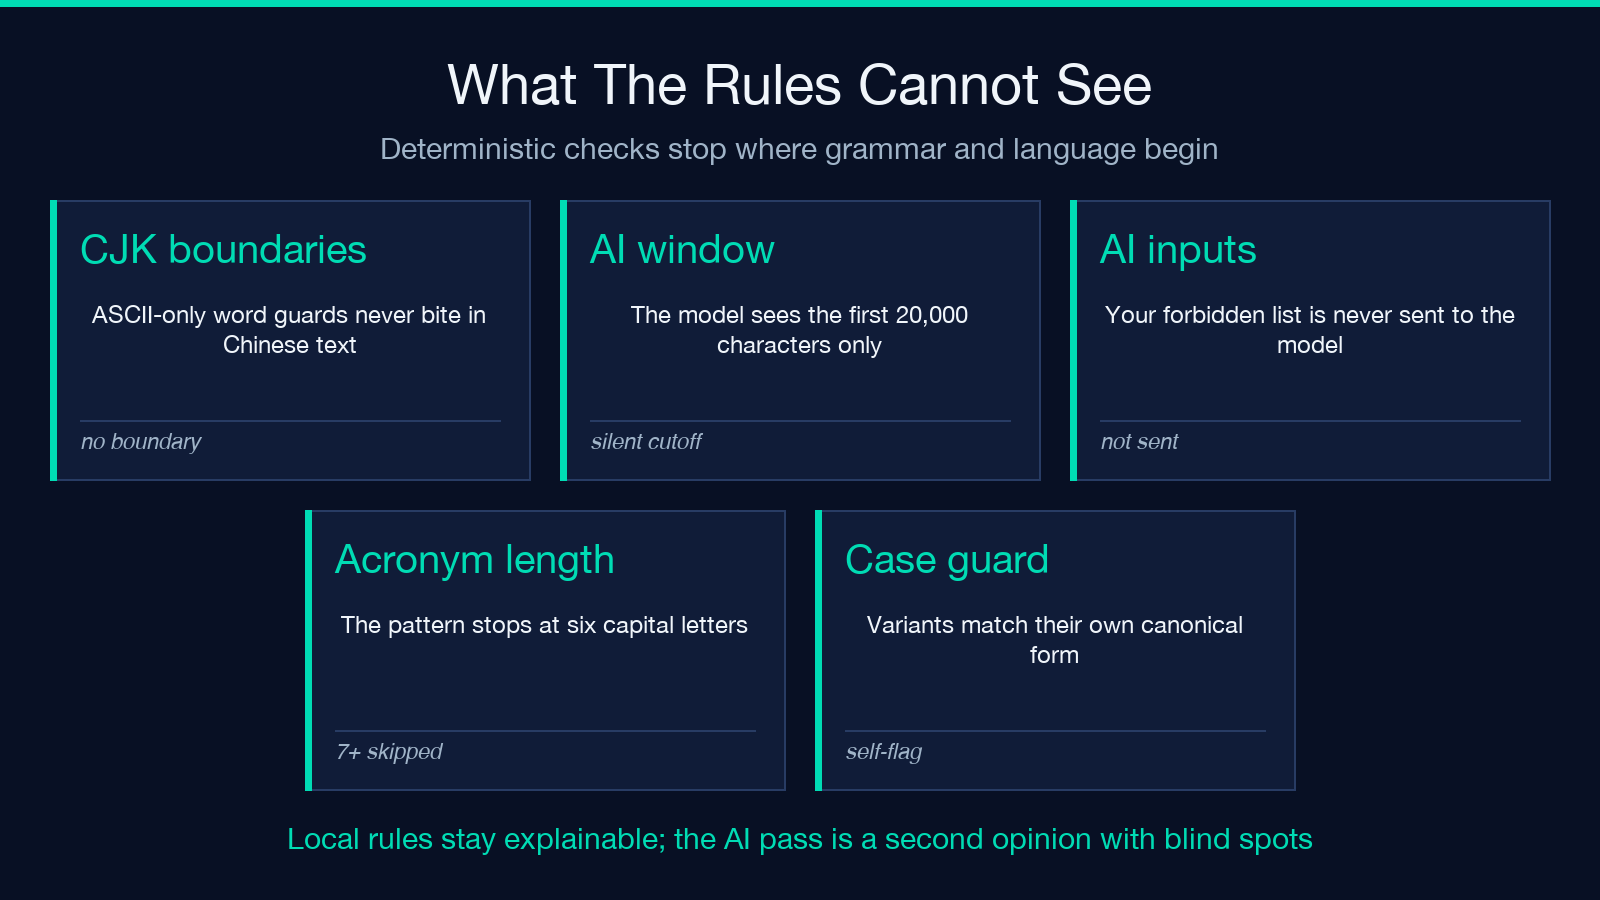 What The Rules Cannot See
Deterministic checks stop where grammar and language begin
CJK boundaries
ASCII-only word guards never bite in
Chinese text
no boundary
AI window
The model sees the first 20,000
characters only
silent cutoff
AI inputs
Your forbidden list is never sent to the
model
not sent
Acronym length
The pattern stops at six capital letters
7+ skipped
Case guard
Variants match their own canonical
form
self-flag
Local rules stay explainable; the AI pass is a second opinion with blind spots